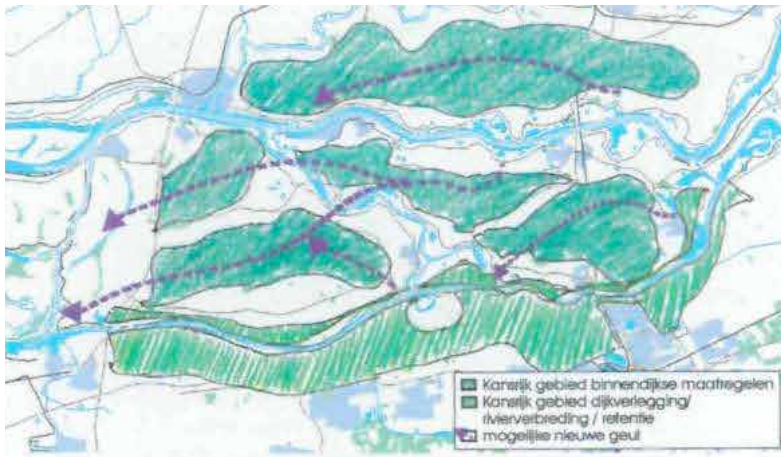 Kansrijk gebied binnendijkse maatregelen
Kansrijk gebied dijkverlegging/
rivierverbreding / retentie
mogelijke nieuwe geul